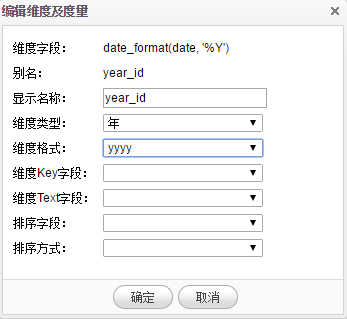 编辑维度及度量
维度字段： date_format(date, '%Y')
别名： year_id
显示名称： year_id
维度类型： 年
维度格式： yyyy
维度Key字段：
维度Text字段：
排序字段：
排序方式：
确定 取消